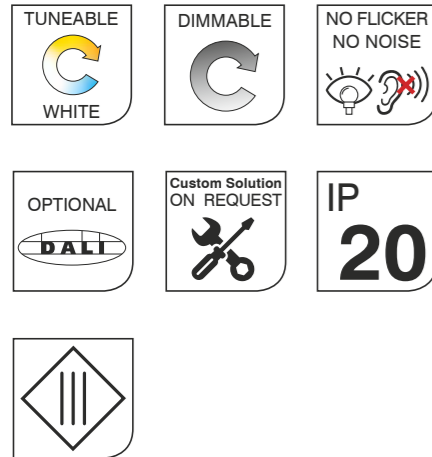 TUNEABLE
WHITE
DIMMABLE
NO FLICKER
NO NOISE
OPTIONAL
DALI
Custom Solution
ON REQUEST
IP
20